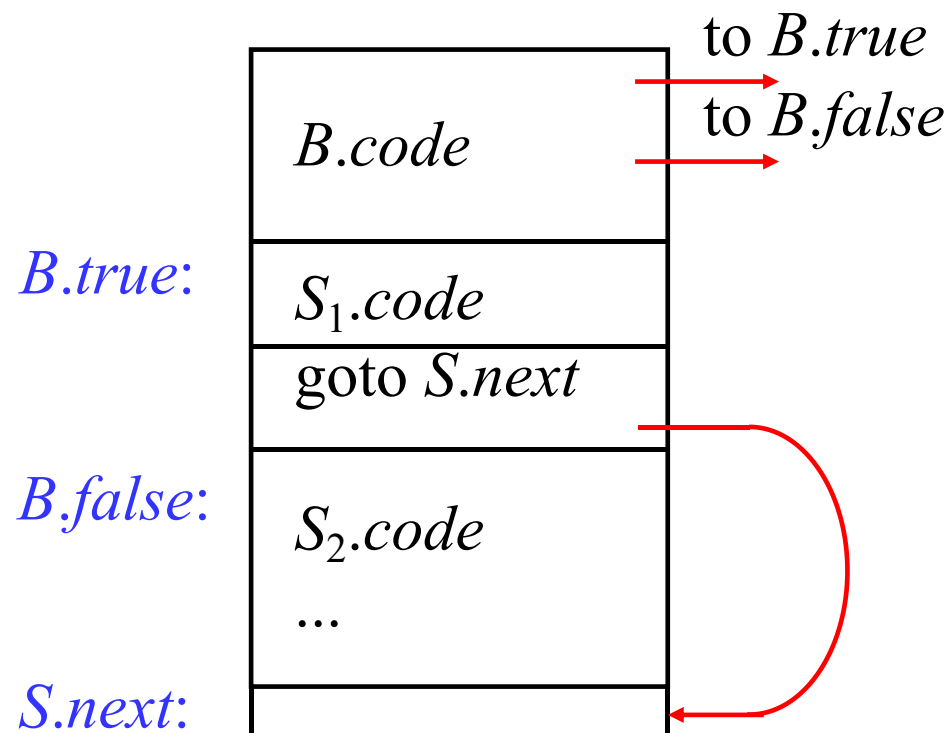 to B.true
to B.false
B.code
B.true:
S₁.code
goto S.next
B.false:
S₂.code
...
S.next: